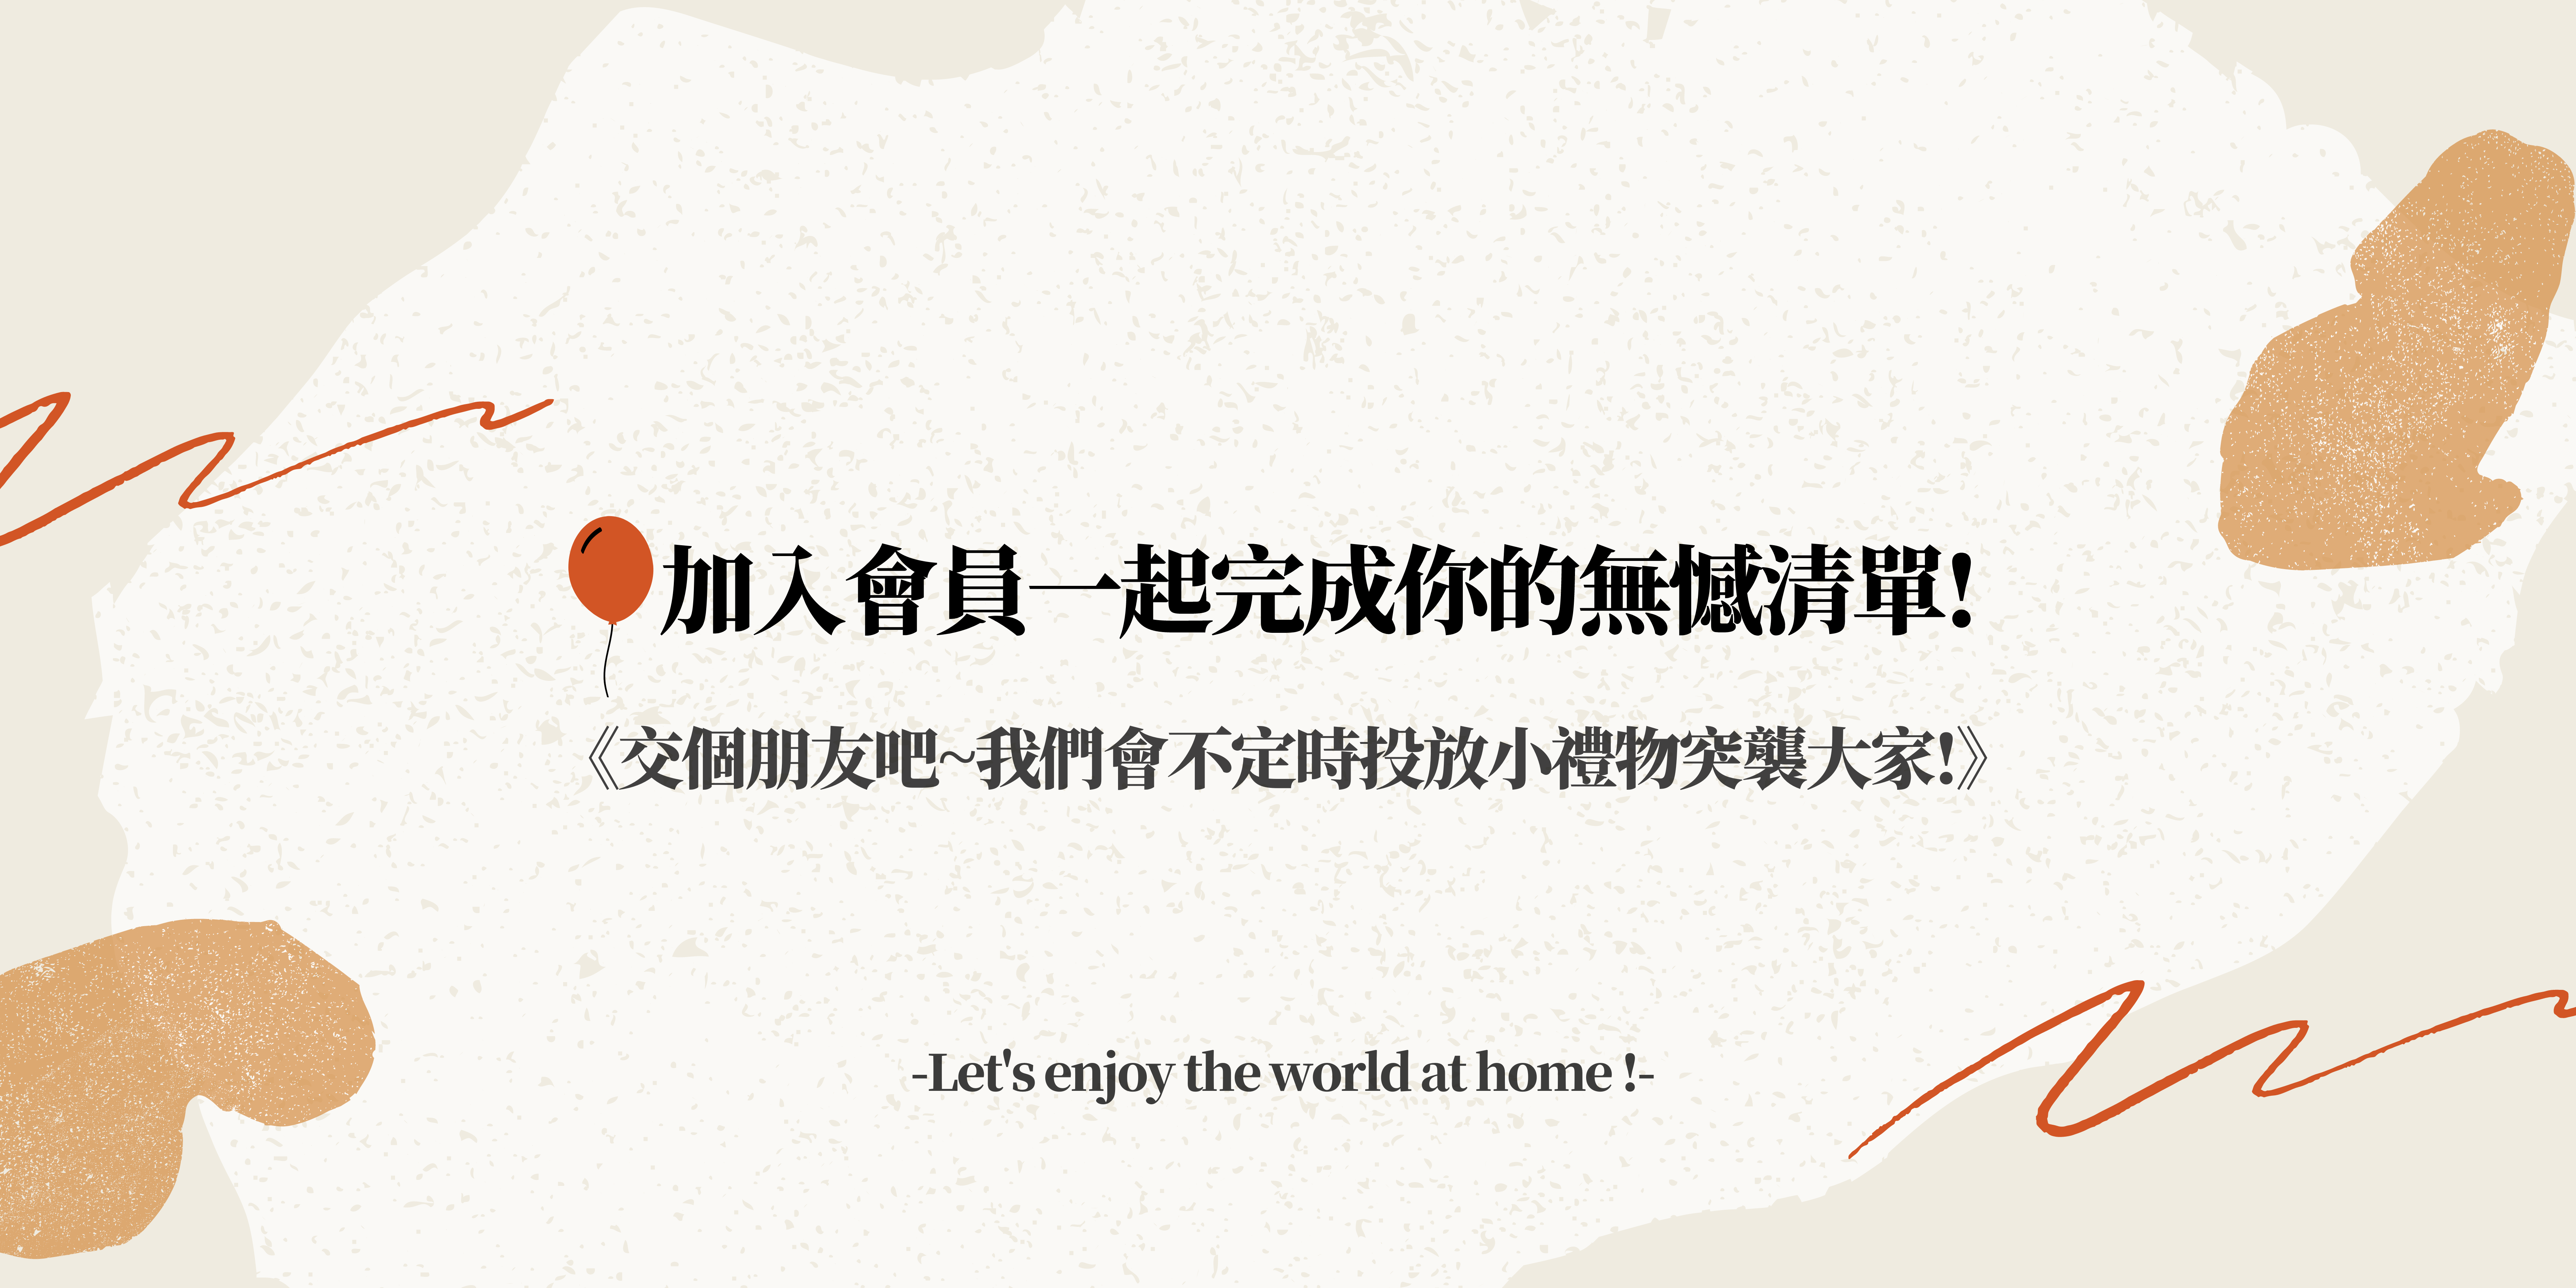 加入會員一起完成你的無憾清單!
《交個朋友吧~我們會不定時投放小禮物突襲大家!》
-Let's enjoy the world at home !-